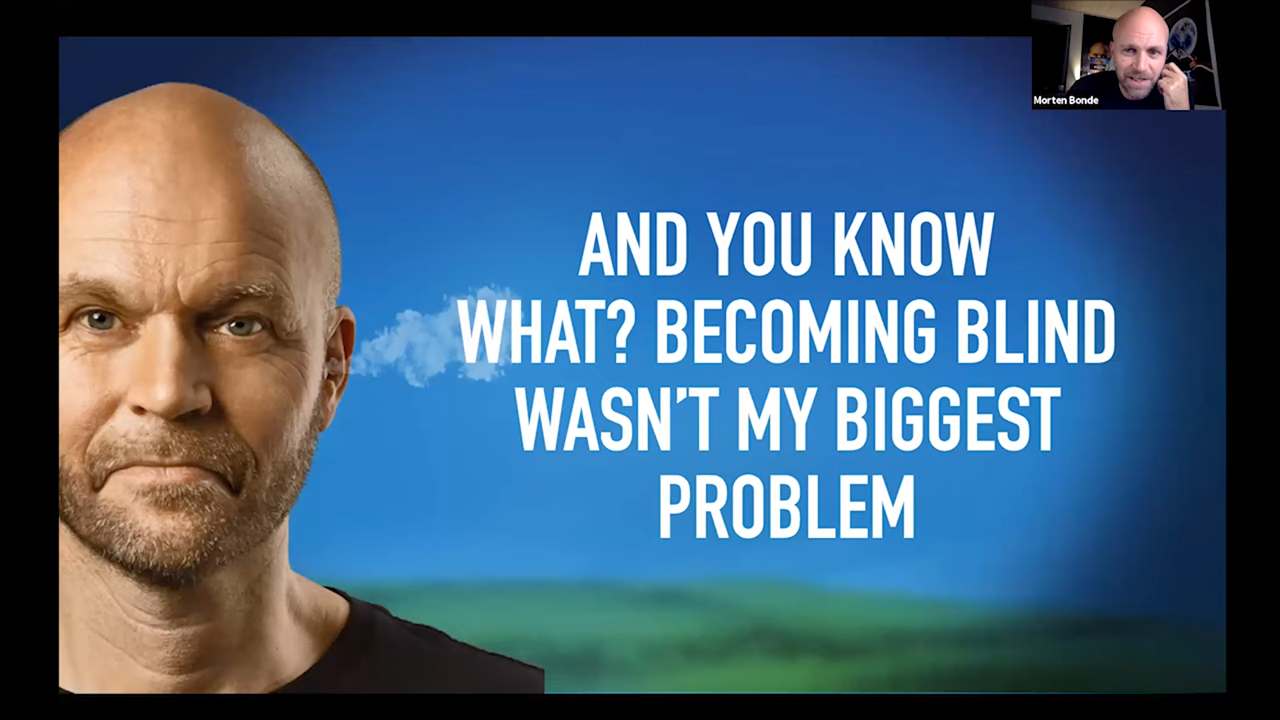 Morten Bonde
AND YOU KNOW
WHAT? BECOMING BLIND
WASN'T MY BIGGEST
PROBLEM